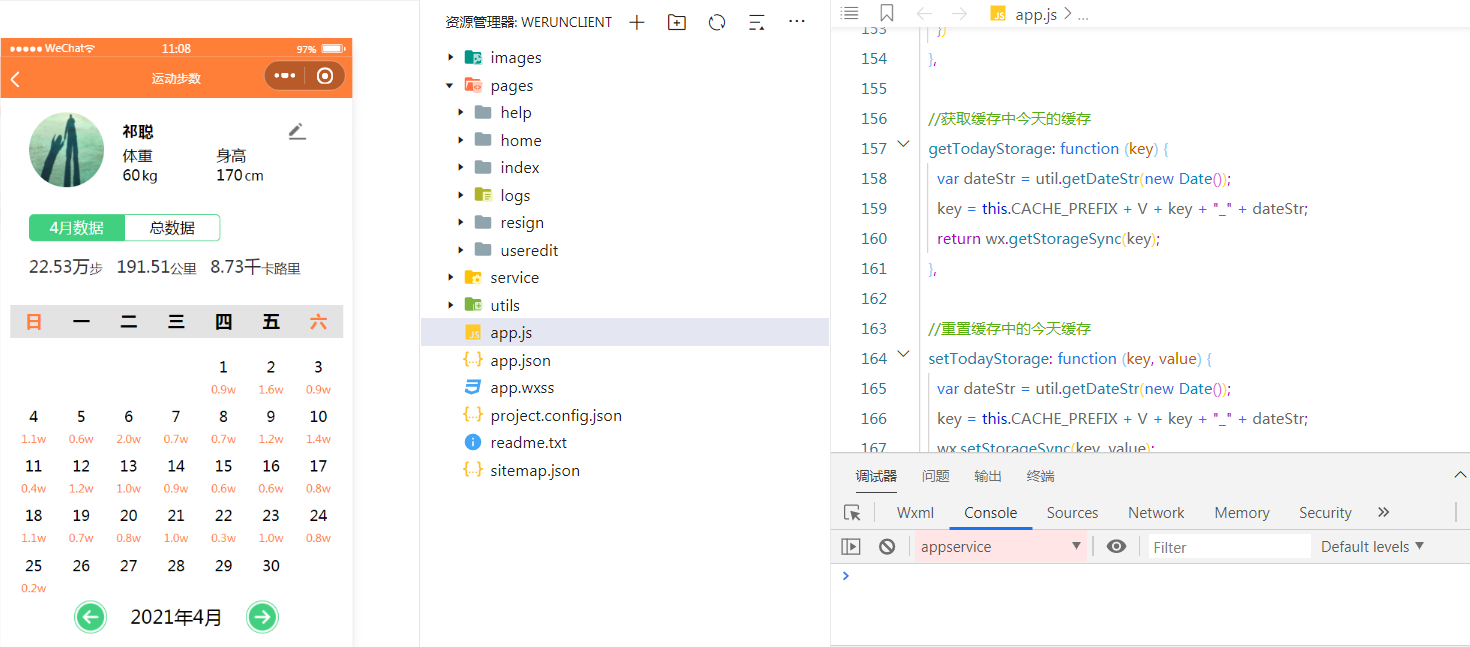 WeChat
11:08
97%
运动步数
祁聪
体重
身高
60kg
170cm
4月数据
总数据
22.53万步
191.51公里
8.73千卡路里
日 一 二 三 四 五 六
1 2 3
0.9w 1.6w 0.9w
4 5 6 7 8 9 10
1.1w 0.6w 2.0w 0.7w 0.7w 1.2w 1.4w
11 12 13 14 15 16 17
0.4w 1.2w 1.0w 0.9w 0.6w 0.6w 0.8w
18 19 20 21 22 23 24
1.1w 0.7w 0.8w 1.0w 0.3w 1.0w 0.8w
25 26 27 28 29 30
0.2w
2021年4月
资源管理器: WERUNCLIENT
images
pages
help
home
index
logs
resign
useredit
service
utils
JS app.js
{..} app.json
app.wxss
{..} project.config.json
readme.txt
{..} sitemap.json
JS app.js > ...
153 })
154 },
155
156 //获取缓存中今天的缓存
157 getTodayStorage: function (key) {
158 var dateStr = util.getDateStr(new Date());
159 key = this.CACHE_PREFIX + V + key + "_" + dateStr;
160 return wx.getStorageSync(key);
161 },
162
163 //重置缓存中的今天缓存
164 setTodayStorage: function (key, value) {
165 var dateStr = util.getDateStr(new Date());
166 key = this.CACHE_PREFIX + V + key + "_" + dateStr;
167 wx.setStorageSync(key, value);
调试器 问题 输出 终端
Wxml Console Sources Network Memory Security »
appservice
Filter
Default levels